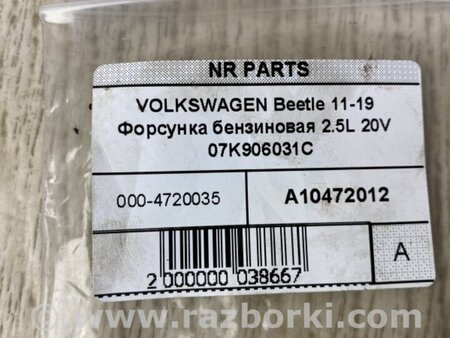 NR PARTS
VOLKSWAGEN Beetle 11-19
Форсунка бензиновая 2.5L 20V
07K906031C
000-4720035
A10472012
2 000000 038667
A
www.razborki.com